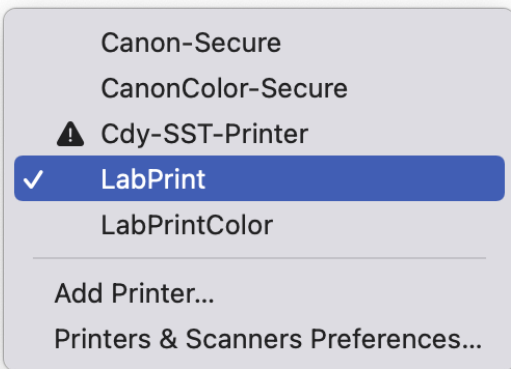 Canon-Secure
CanonColor-Secure
Cdy-SST-Printer
LabPrint
LabPrintColor
Add Printer...
Printers & Scanners Preferences...